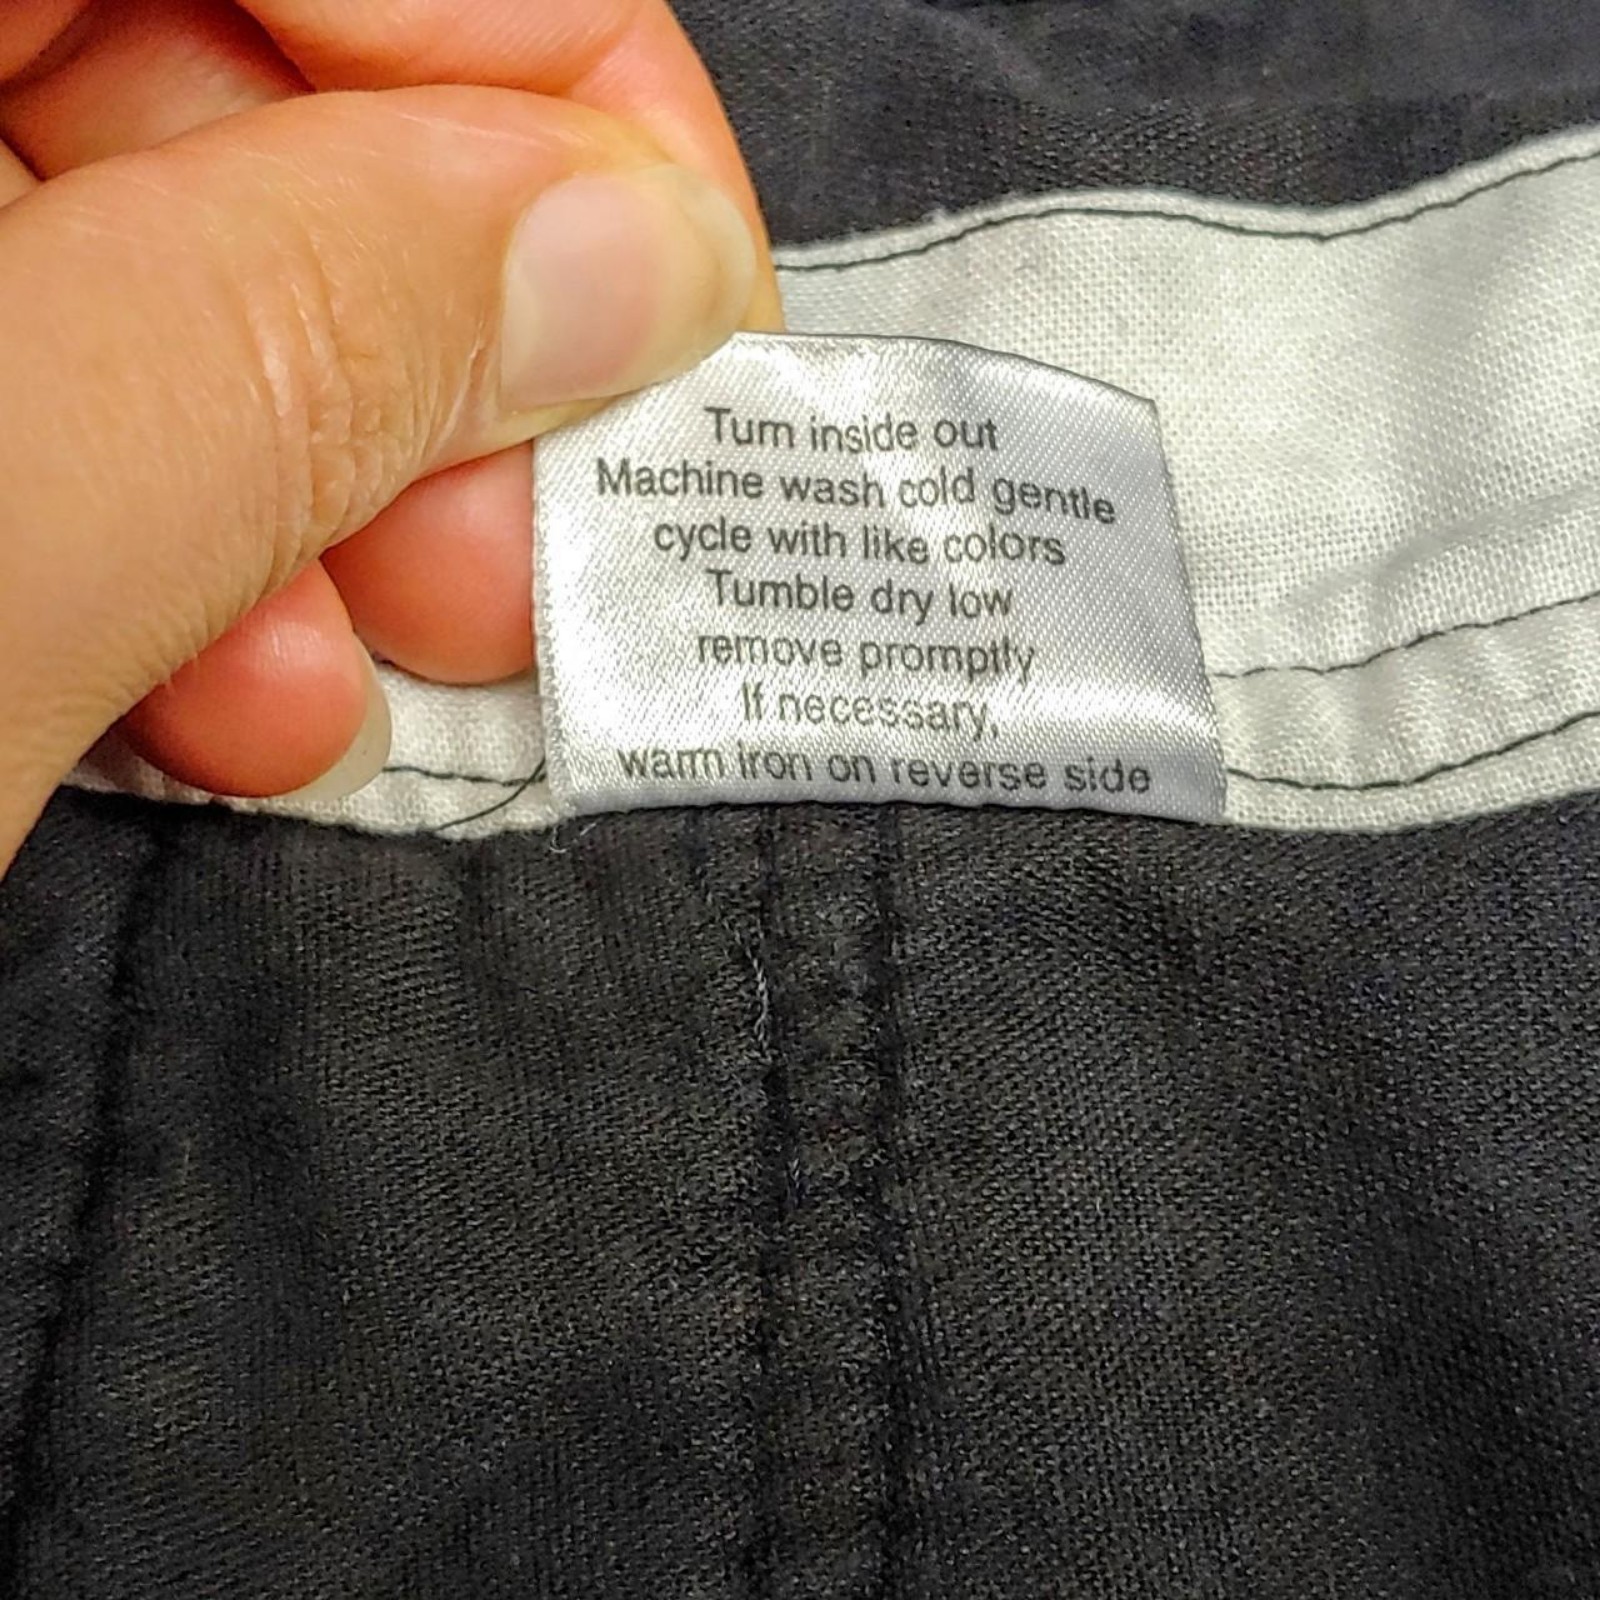 Turn inside out
Machine wash cold gentle
cycle with like colors
Tumble dry low
remove promptly
If necessary,
warm iron on reverse side